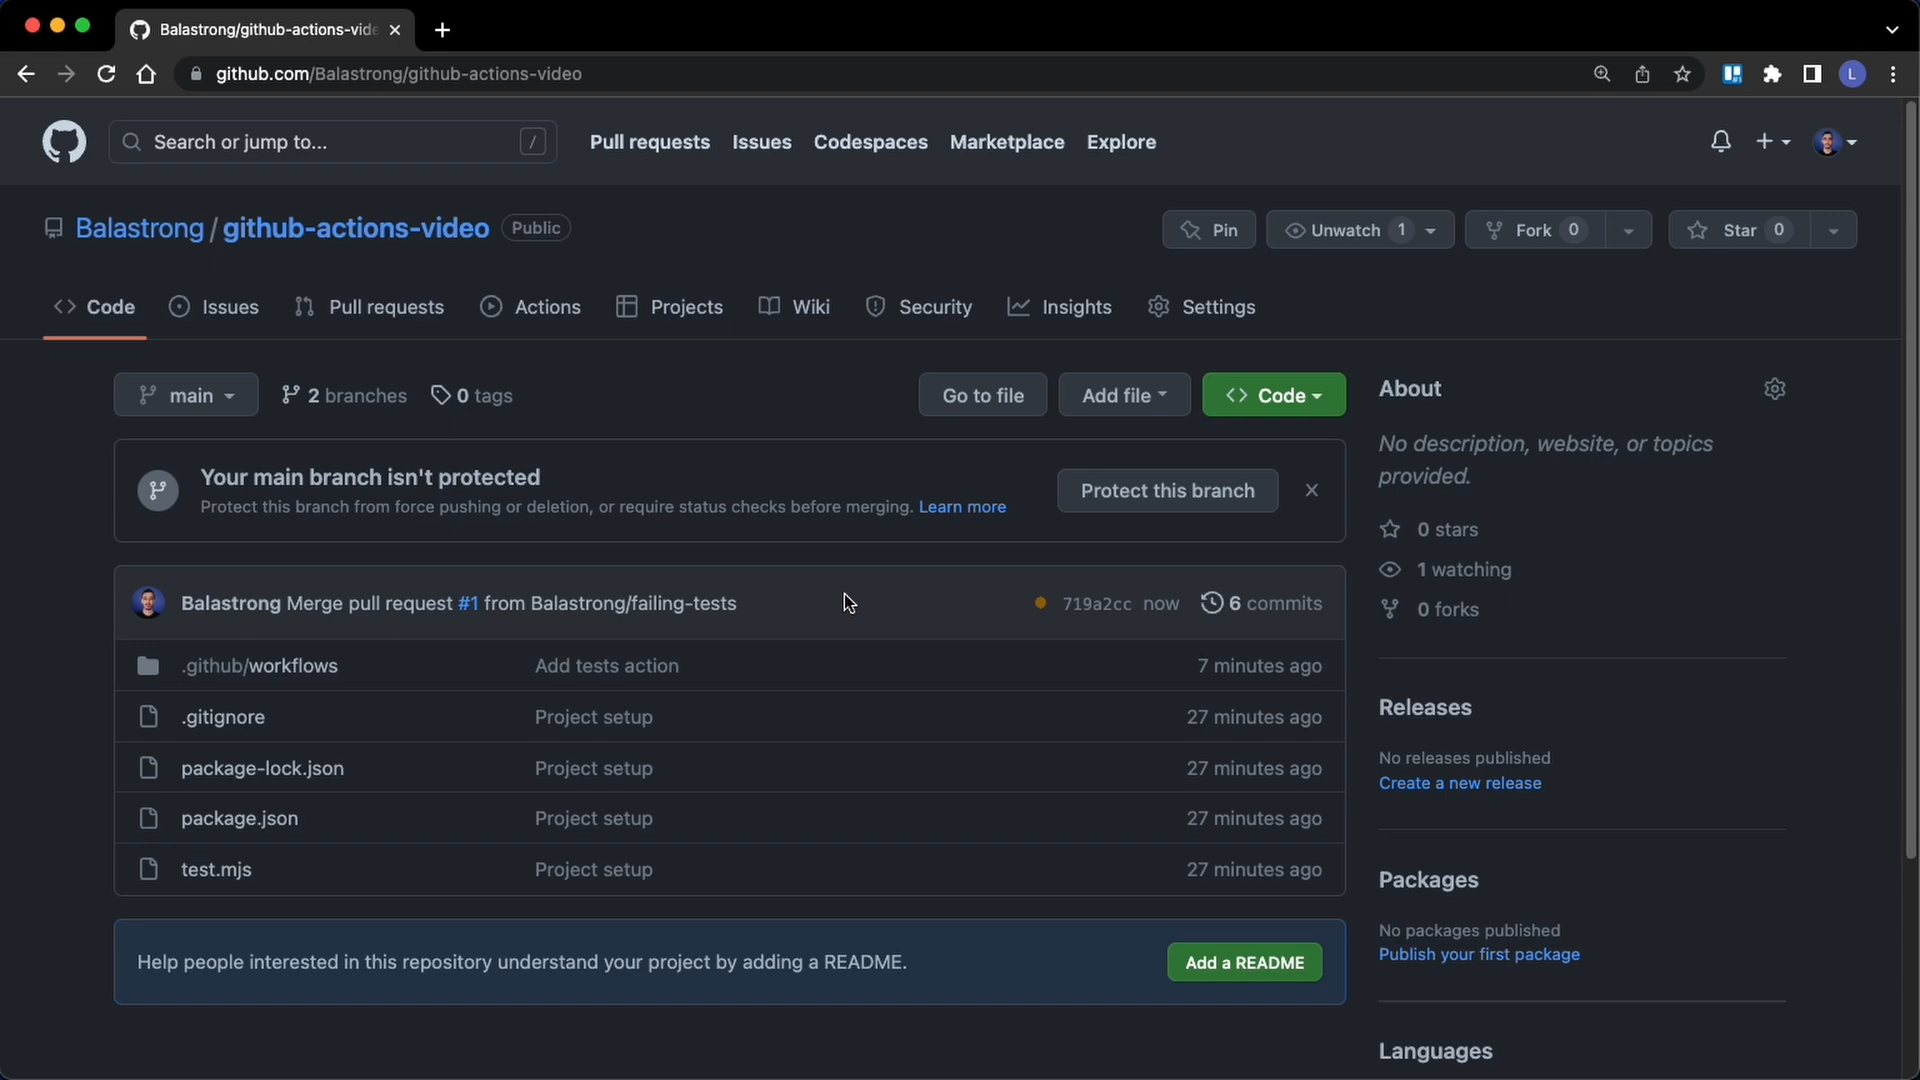 Balastrong/github-actions-vide
github.com/Balastrong/github-actions-video
L
Search or jump to... /
Pull requests Issues Codespaces Marketplace Explore
Balastrong / github-actions-video Public
Pin Unwatch 1 Fork 0 Star 0
Code Issues Pull requests Actions Projects Wiki Security Insights Settings
main 2 branches 0 tags Go to file Add file Code
Your main branch isn't protected
Protect this branch from force pushing or deletion, or require status checks before merging. Learn more
Protect this branch
Balastrong Merge pull request #1 from Balastrong/failing-tests 719a2cc now 6 commits
.github/workflows Add tests action 7 minutes ago
.gitignore Project setup 27 minutes ago
package-lock.json Project setup 27 minutes ago
package.json Project setup 27 minutes ago
test.mjs Project setup 27 minutes ago
Help people interested in this repository understand your project by adding a README. Add a README
About
No description, website, or topics
provided.
0 stars
1 watching
0 forks
Releases
No releases published
Create a new release
Packages
No packages published
Publish your first package
Languages